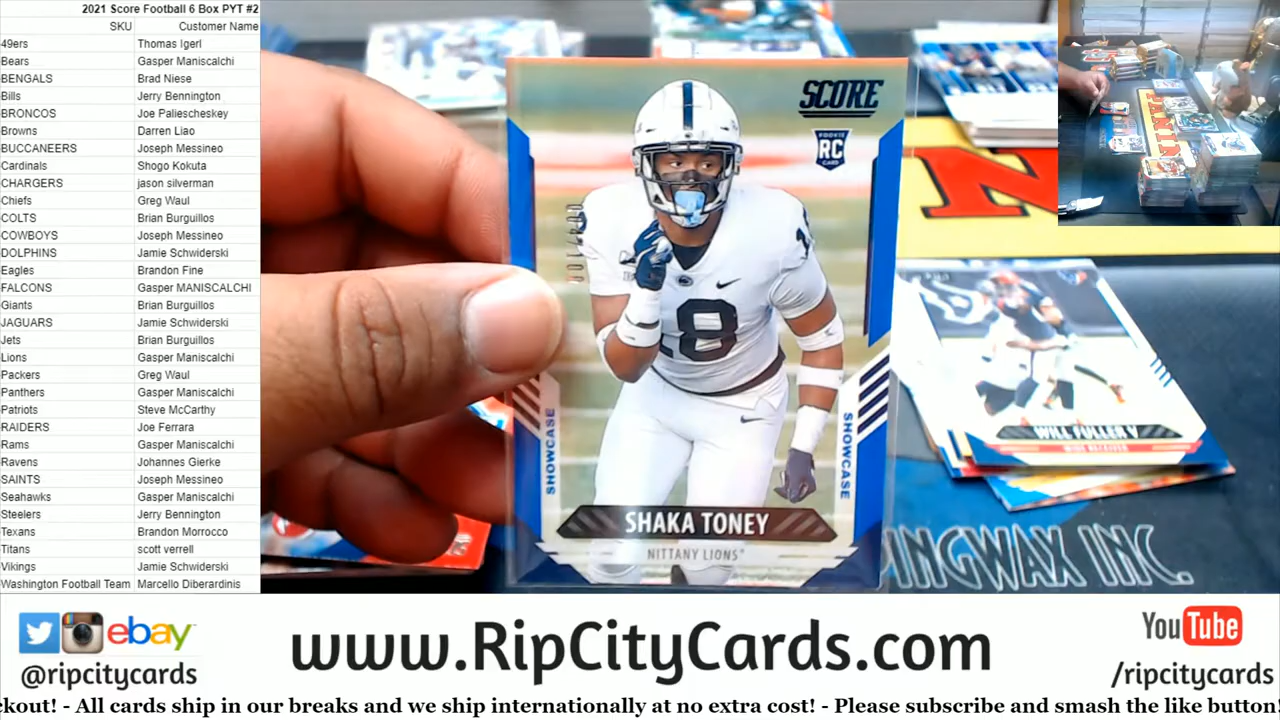 2021 Score Football 6 Box PYT #2
SKU Customer Name
49ers Thomas Igerl
Bears Gasper Maniscalchi
BENGALS Brad Niese
Bills Jerry Bennington
BRONCOS Joe Paliescheskey
Browns Darren Liao
BUCCANEERS Joseph Messineo
Cardinals Shogo Kokuta
CHARGERS jason silverman
Chiefs Greg Waul
COLTS Brian Burguillos
COWBOYS Joseph Messineo
DOLPHINS Jamie Schwiderski
Eagles Brandon Fine
FALCONS Gasper MANISCALCHI
Giants Brian Burguillos
JAGUARS Jamie Schwiderski
Jets Brian Burguillos
Lions Gasper Maniscalchi
Packers Greg Waul
Panthers Gasper Maniscalchi
Patriots Steve McCarthy
RAIDERS Joe Ferrara
Rams Gasper Maniscalchi
Ravens Johannes Gierke
SAINTS Joseph Messineo
Seahawks Gasper Maniscalchi
Steelers Jerry Bennington
Texans Brandon Morrocco
Titans scott verrell
Vikings Jamie Schwiderski
Washington Football Team Marcello Diberardinis
SCORE
ROOKIE
RC
CARD
18
SHOWCASE
SHOWCASE
SHAKA TONEY
NITTANY LIONS
WILL FULLER V
WIDE RECEIVER
INGWAX INC.
ebay
@ripcitycards
www.RipCityCards.com
YouTube
/ripcitycards
ckout! - All cards ship in our breaks and we ship internationally at no extra cost! - Please subscribe and smash the like button!